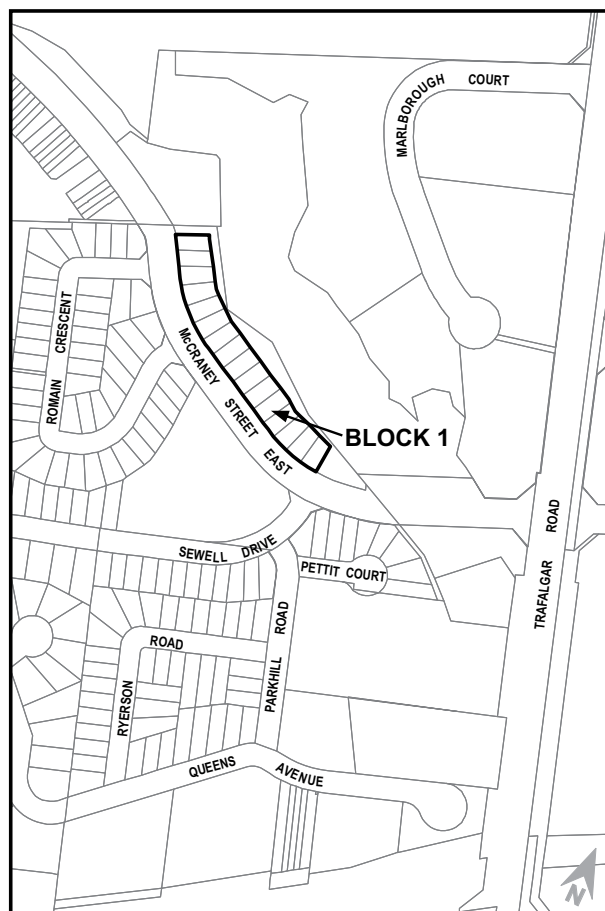 MARLBOROUGH COURT
ROMAIN CRESCENT
McCRANEY STREET EAST
BLOCK 1
TRAFALGAR ROAD
SEWELL DRIVE
PETTIT COURT
PARKHILL ROAD
RYERSON ROAD
QUEENS AVENUE
N